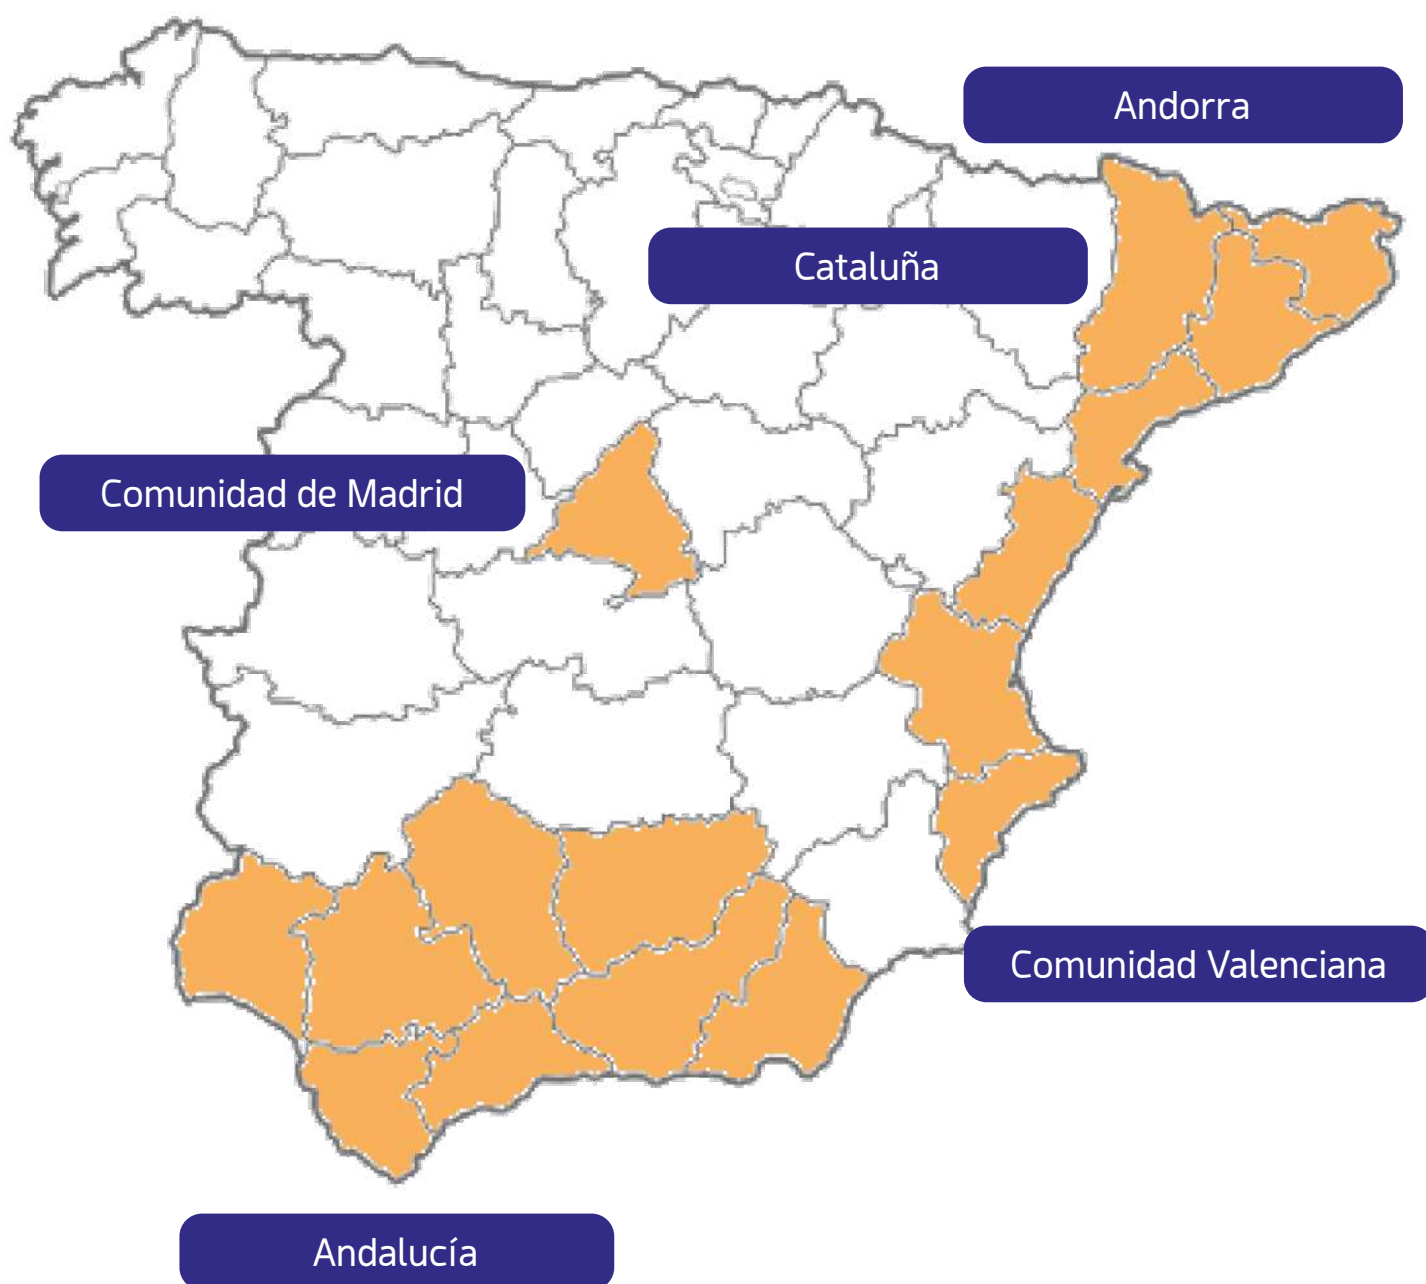 Andorra
Cataluña
Comunidad de Madrid
Comunidad Valenciana
Andalucía